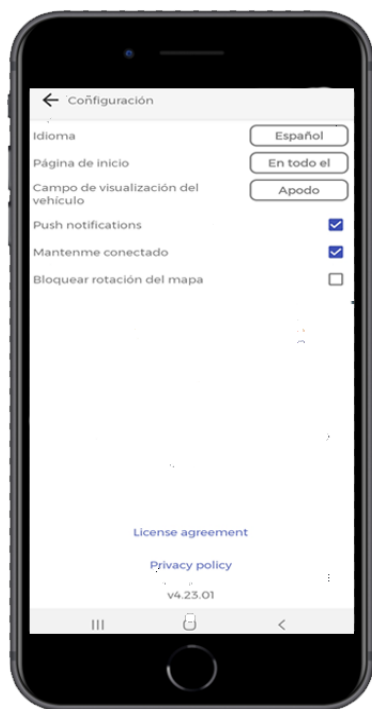 Configuración
Idioma
Español
Página de inicio
En todo el
Campo de visualización del
vehículo
Apodo
Push notifications
Mantenme conectado
Bloquear rotación del mapa
License agreement
Privacy policy
v4.23.01